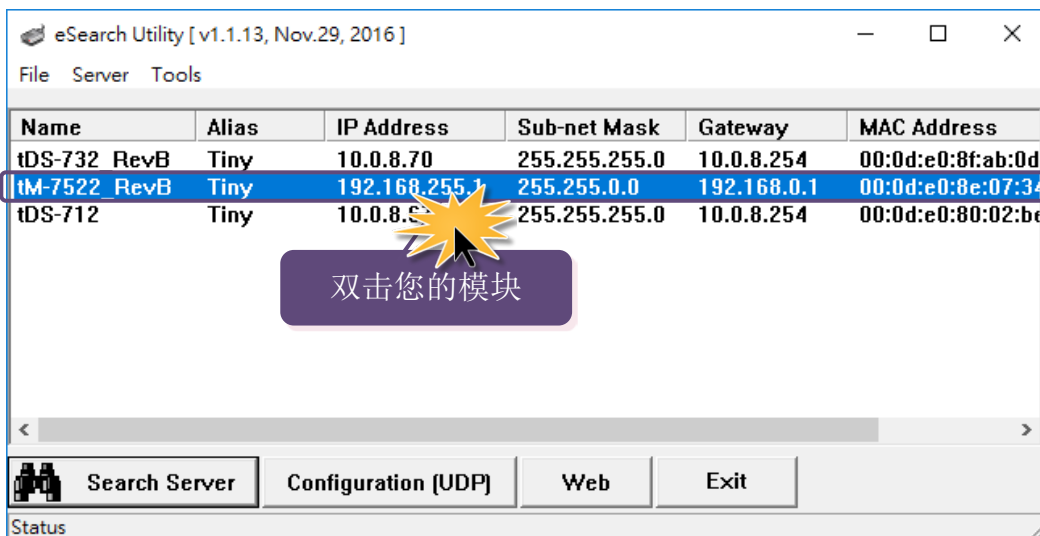 eSearch Utility [ v1.1.13, Nov.29, 2016 ]
File Server Tools
Name Alias IP Address Sub-net Mask Gateway MAC Address
tDS-732_RevB Tiny 10.0.8.70 255.255.255.0 10.0.8.254 00:0d:e0:8f:ab:0d
tM-7522_RevB Tiny 192.168.255.1 255.255.0.0 192.168.0.1 00:0d:e0:8e:07:34
tDS-712 Tiny 255.255.255.0 10.0.8.254 00:0d:e0:80:02:be
双击您的模块
Search Server Configuration (UDP) Web Exit
Status